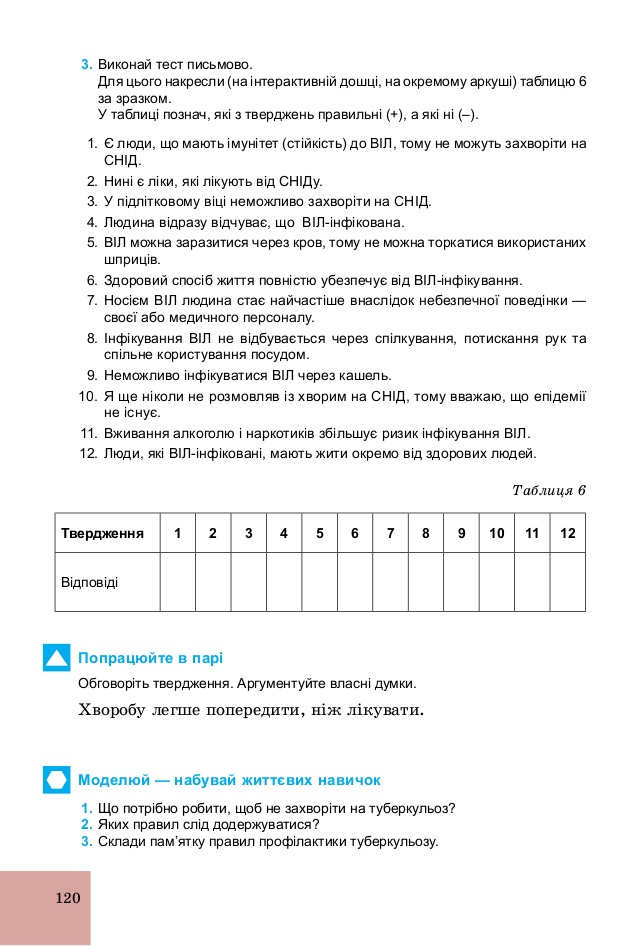 3. Виконай тест письмово.
Для цього накресли (на інтерактивній дошці, на окремому аркуші) таблицю 6
за зразком.
У таблиці познач, які з тверджень правильні (+), а які ні (–).
1. Є люди, що мають імунітет (стійкість) до ВІЛ, тому не можуть захворіти на
СНІД.
2. Нині є ліки, які лікують від СНІДу.
3. У підлітковому віці неможливо захворіти на СНІД.
4. Людина відразу відчуває, що ВІЛ-інфікована.
5. ВІЛ можна заразитися через кров, тому не можна торкатися використаних
шприців.
6. Здоровий спосіб життя повністю убезпечує від ВІЛ-інфікування.
7. Носієм ВІЛ людина стає найчастіше внаслідок небезпечної поведінки —
своєї або медичного персоналу.
8. Інфікування ВІЛ не відбувається через спілкування, потискання рук та
спільне користування посудом.
9. Неможливо інфікуватися ВІЛ через кашель.
10. Я ще ніколи не розмовляв із хворим на СНІД, тому вважаю, що епідемії
не існує.
11. Вживання алкоголю і наркотиків збільшує ризик інфікування ВІЛ.
12. Люди, які ВІЛ-інфіковані, мають жити окремо від здорових людей.
Таблиця 6
Твердження 1 2 3 4 5 6 7 8 9 10 11 12
Відповіді
Попрацюйте в парі
Обговоріть твердження. Аргументуйте власні думки.
Хворобу легше попередити, ніж лікувати.
Моделюй — набувай життєвих навичок
1. Що потрібно робити, щоб не захворіти на туберкульоз?
2. Яких правил слід додержуватися?
3. Склади пам’ятку правил профілактики туберкульозу.
120